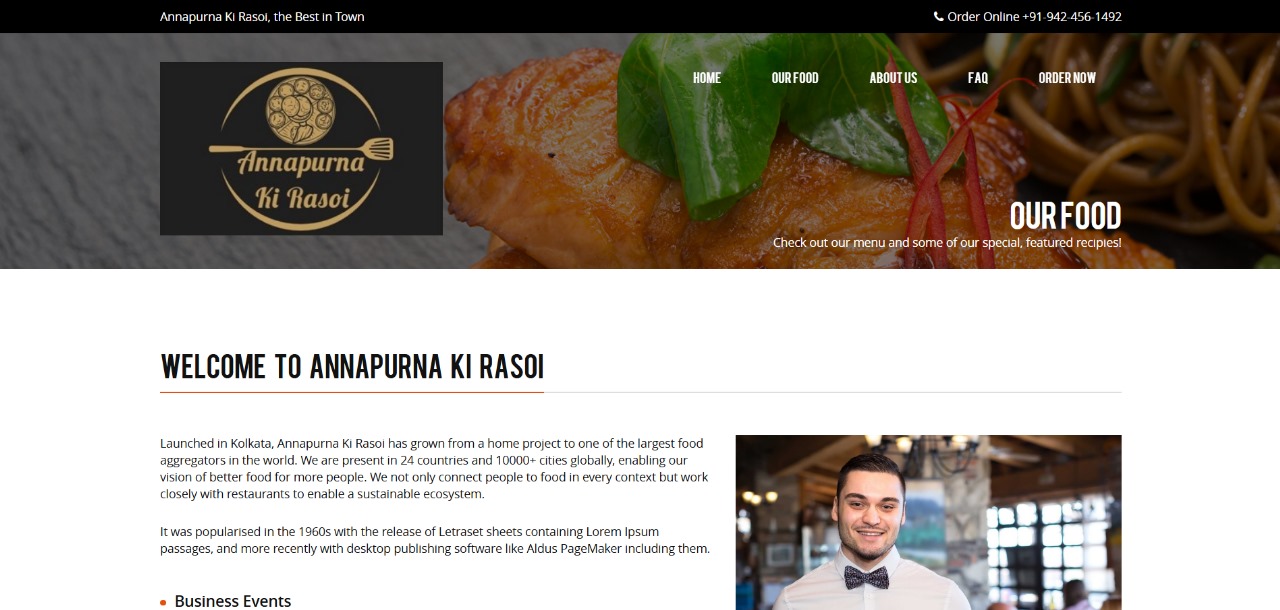 Annapurna Ki Rasoi, the Best in Town
Order Online +91-942-456-1492
Annapurna
Ki Rasoi
HOME
OUR FOOD
ABOUT US
FAQ
ORDER NOW
OUR FOOD
Check out our menu and some of our special, featured recipies!
WELCOME TO ANNAPURNA KI RASOI
Launched in Kolkata, Annapurna Ki Rasoi has grown from a home project to one of the largest food
aggregators in the world. We are present in 24 countries and 10000+ cities globally, enabling our
vision of better food for more people. We not only connect people to food in every context but work
closely with restaurants to enable a sustainable ecosystem.
It was popularised in the 1960s with the release of Letraset sheets containing Lorem Ipsum
passages, and more recently with desktop publishing software like Aldus PageMaker including them.
Business Events